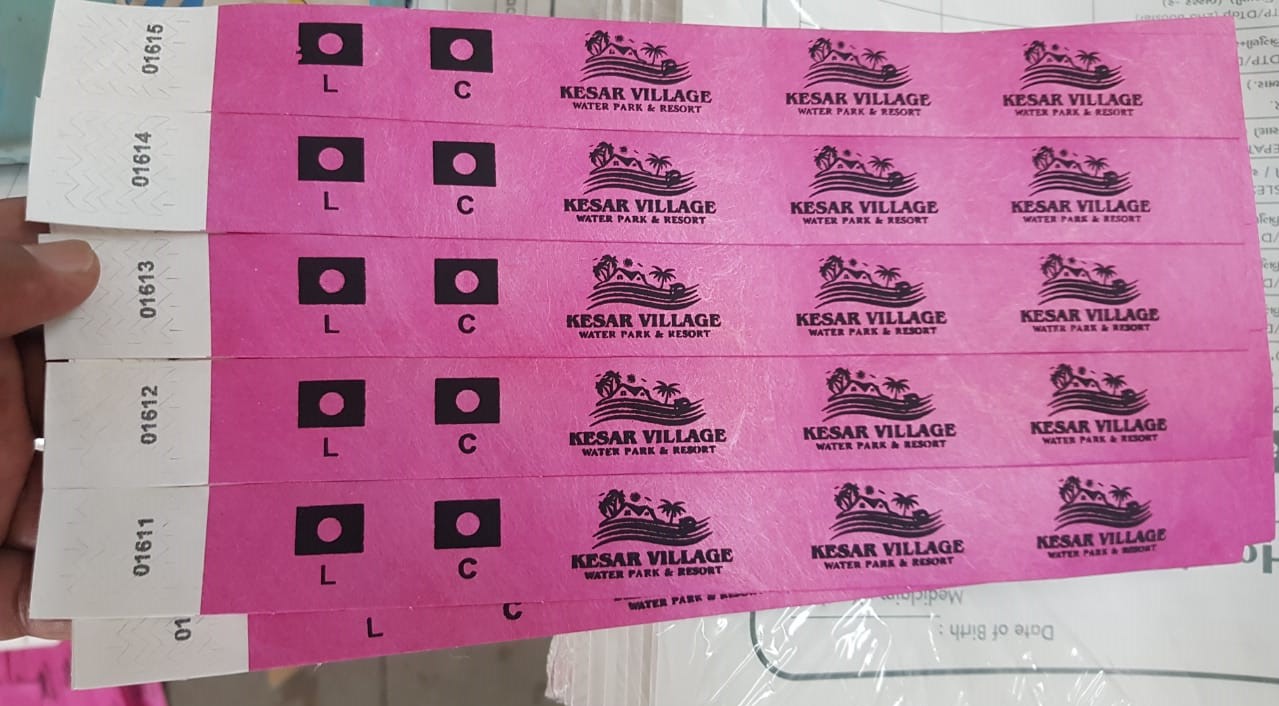 01615
L C
KESAR VILLAGE KESAR VILLAGE KESAR VILLAGE
WATER PARK & RESORT WATER PARK & RESORT WATER PARK & RESORT
01614
L C
KESAR VILLAGE KESAR VILLAGE KESAR VILLAGE
WATER PARK & RESORT WATER PARK & RESORT WATER PARK & RESORT
01613
L C
KESAR VILLAGE KESAR VILLAGE KESAR VILLAGE
WATER PARK & RESORT WATER PARK & RESORT WATER PARK & RESORT
01612
L C
KESAR VILLAGE KESAR VILLAGE KESAR VILLAGE
WATER PARK & RESORT WATER PARK & RESORT WATER PARK & RESORT
01611
L C
KESAR VILLAGE KESAR VILLAGE KESAR VILLAGE
WATER PARK & RESORT WATER PARK & RESORT WATER PARK & RESORT
01
L C
WATER PARK &
Mediclaim
Date of Birth :